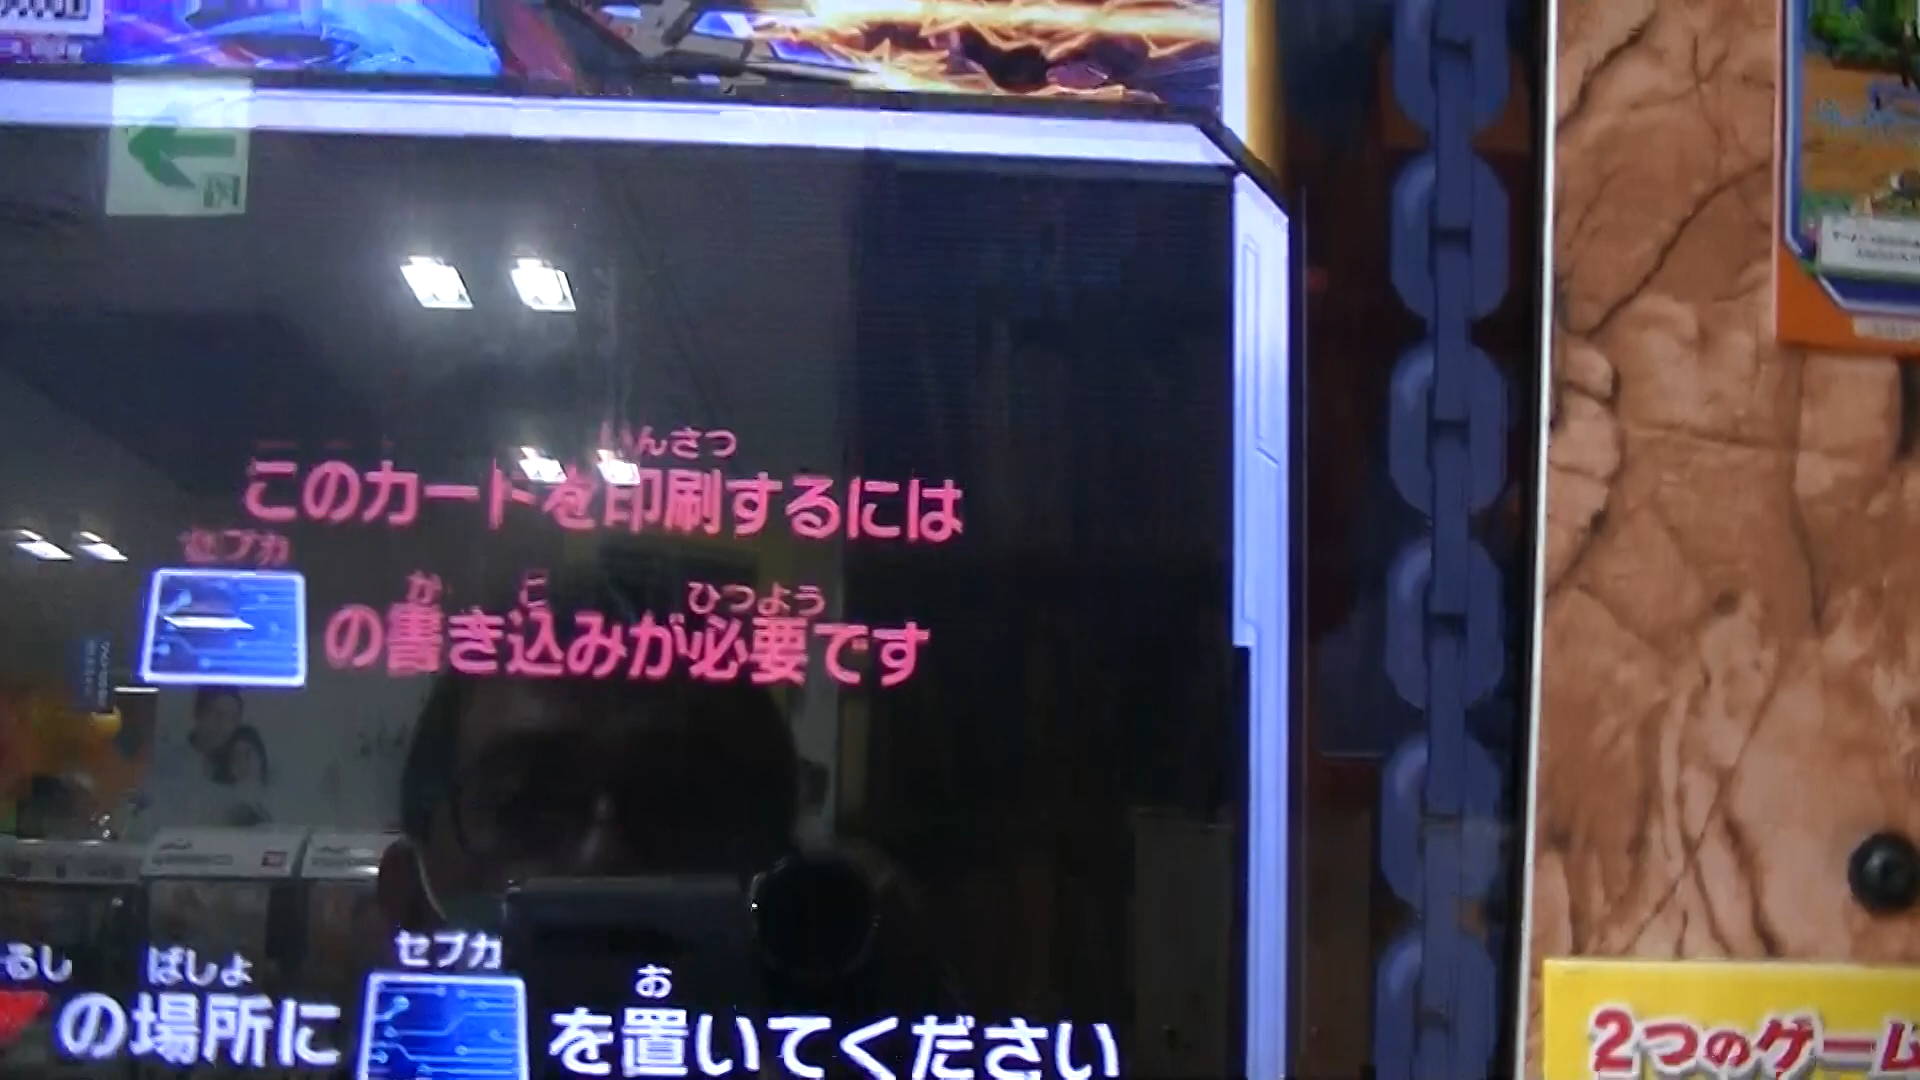 いんさつ
このカードを印刷するには
セブカ
か こ ひつよう
の書き込みが必要です
るし ばしょ セブカ お
の場所に を置いてください
2つのゲーム